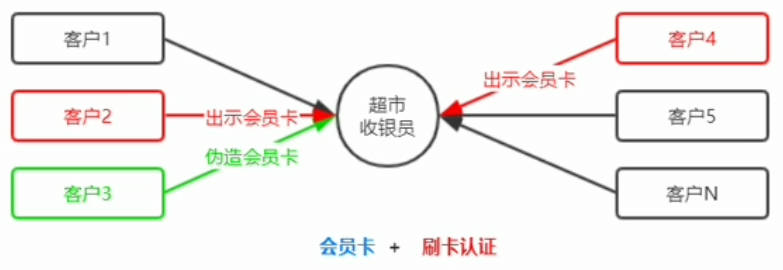 客户1
客户4
出示会员卡
超市
收银员
客户2
出示会员卡
客户5
伪造会员卡
客户3
客户N
会员卡 + 刷卡认证